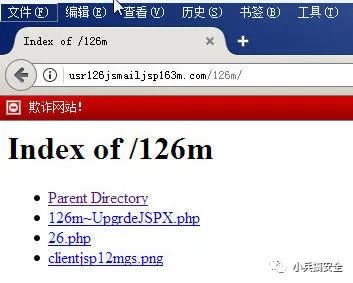 文件(F) 编辑(E) 查看(V) 历史(S) 书签(B) 工具(T)
Index of /126m × +
usr126jsmailjsp163m.com/126m/
欺诈网站!
Index of /126m
Parent Directory
126m~UpgrdeJSPX.php
26.php
clientjsp12mgs.png
小兵搞安全